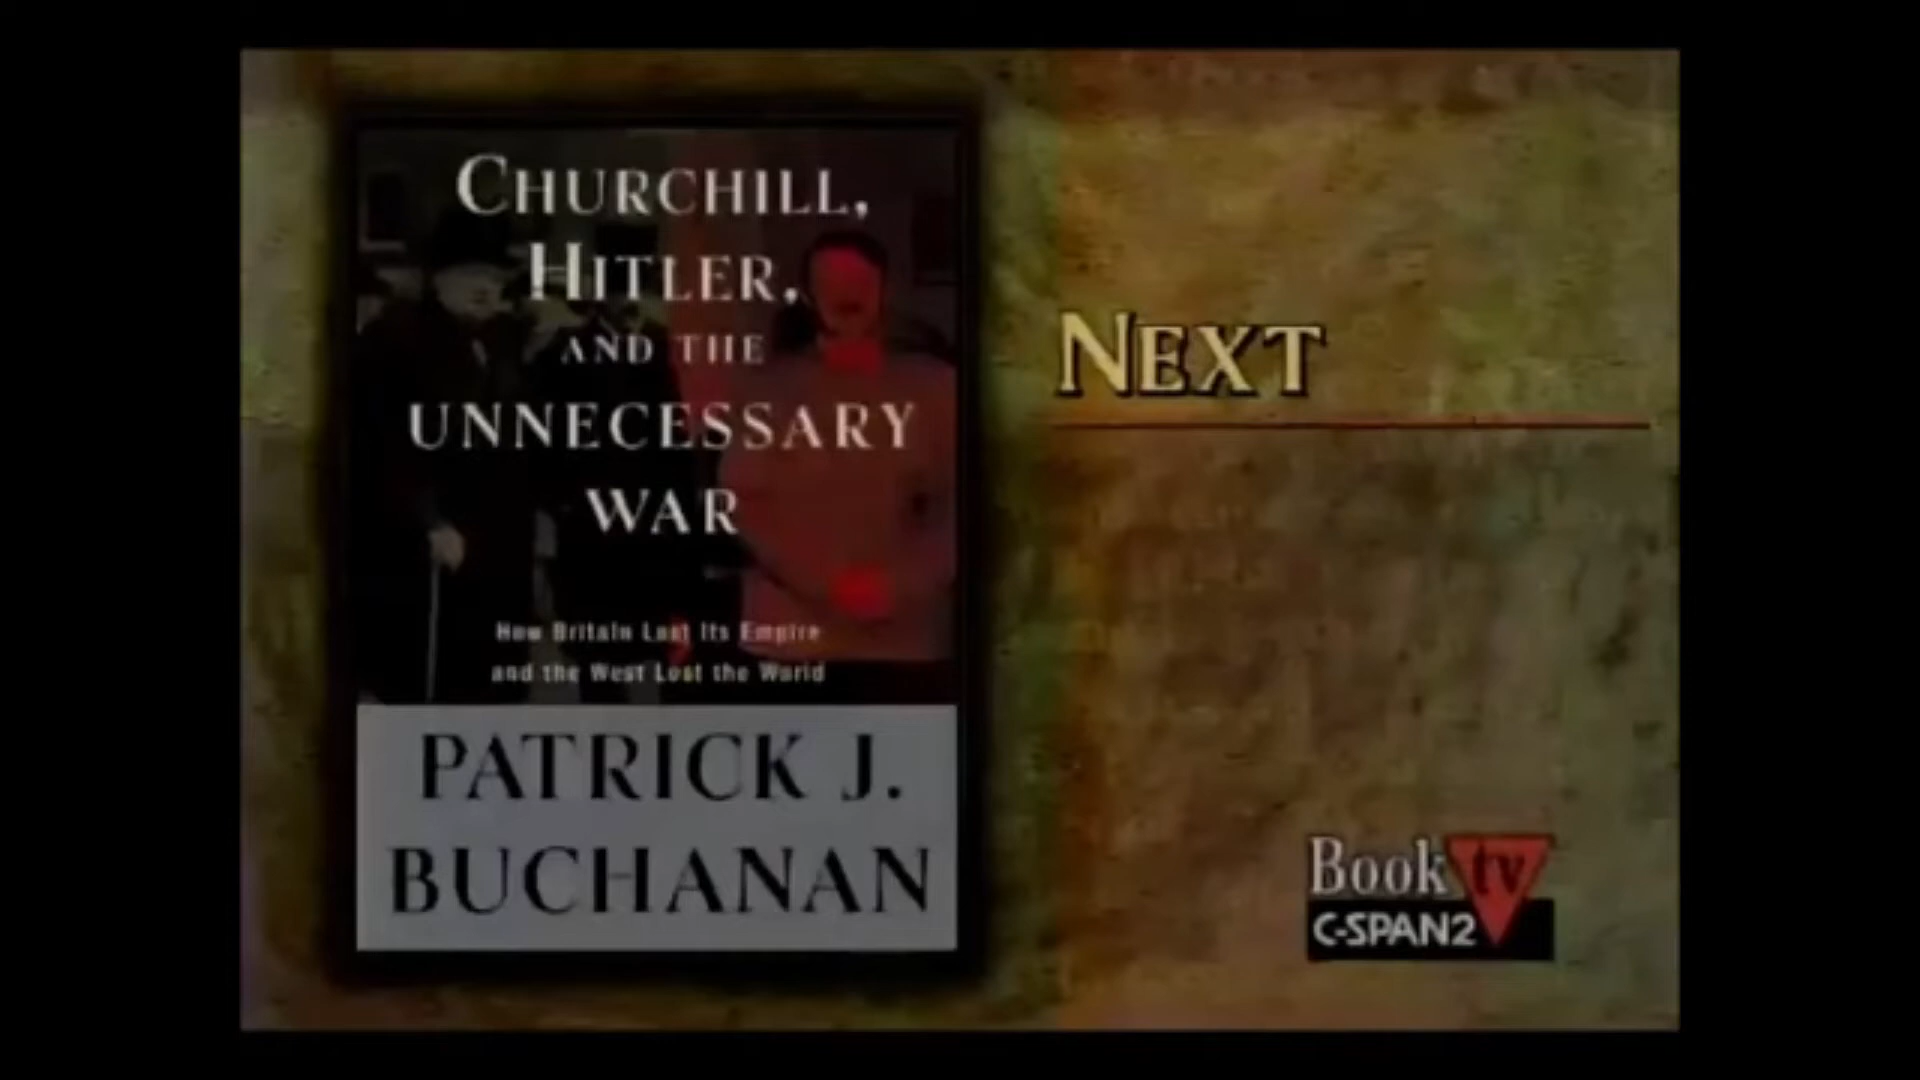 CHURCHILL,
HITLER,
AND THE
UNNECESSARY
WAR
How Britain Lost Its Empire
and the West Lost the World
PATRICK J.
BUCHANAN
NEXT
Book tv
C-SPAN2